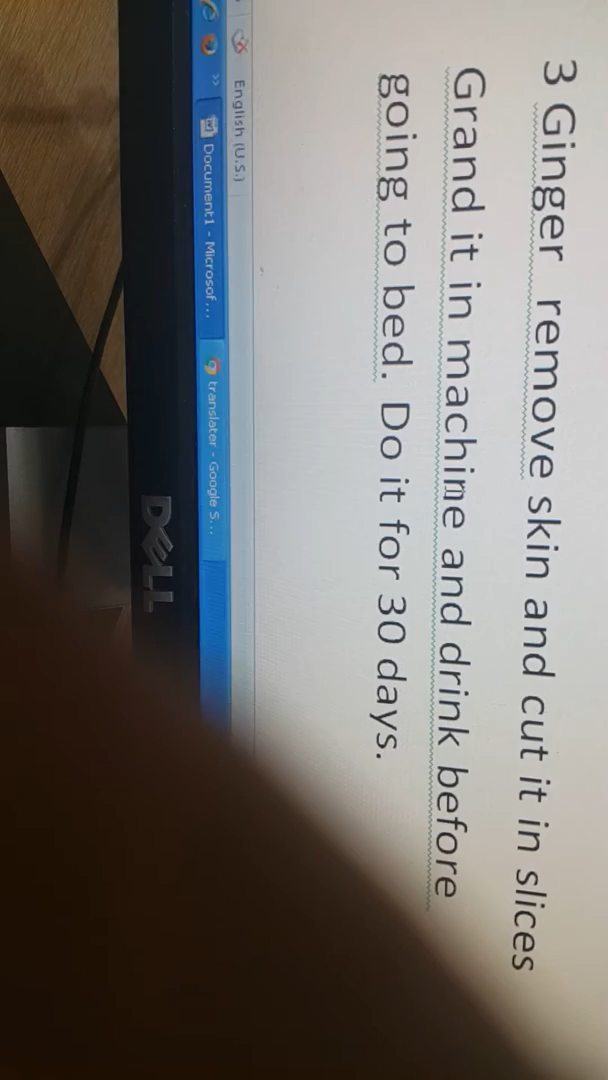 3 Ginger remove skin and cut it in slices
Grand it in machine and drink before
going to bed. Do it for 30 days.
English (U.S.)
» Document1 - Microsof... translater - Google S...
DELL